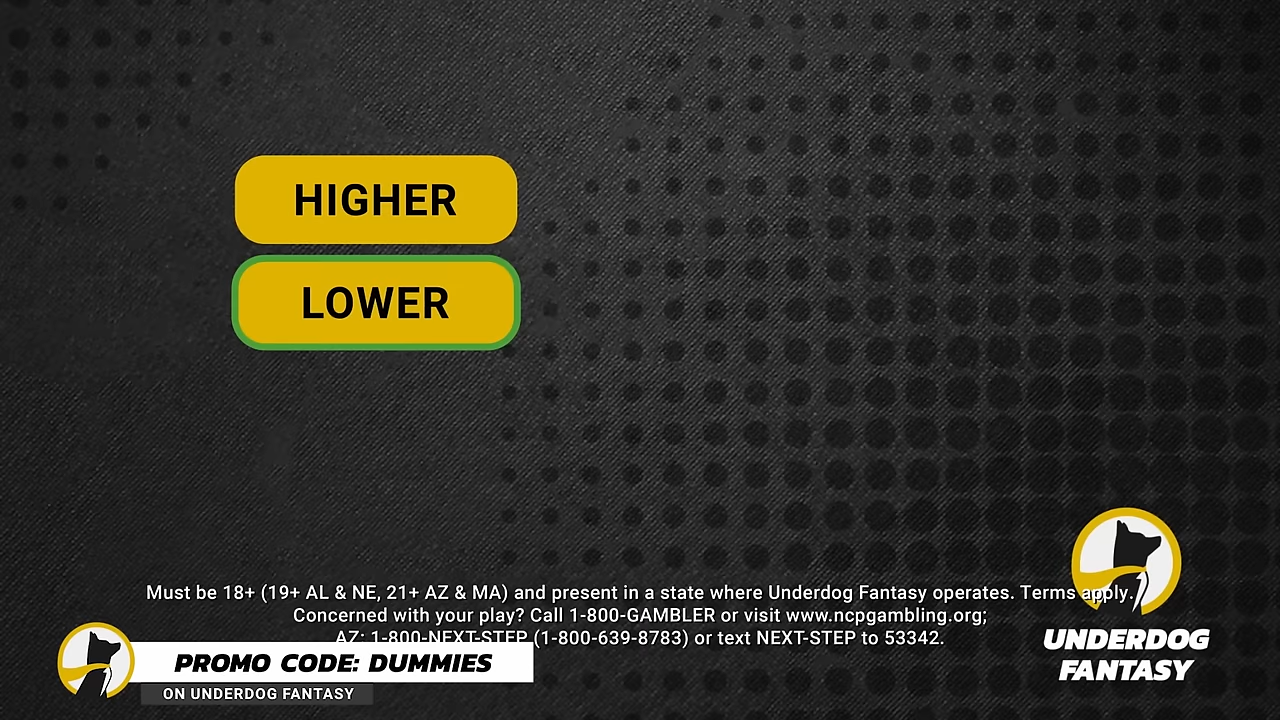 HIGHER
LOWER
Must be 18+ (19+ AL & NE, 21+ AZ & MA) and present in a state where Underdog Fantasy operates. Terms apply.
Concerned with your play? Call 1-800-GAMBLER or visit www.ncpgambling.org;
AZ: 1-800-NEXT-STEP (1-800-639-8783) or text NEXT-STEP to 53342.
UNDERDOG
FANTASY
PROMO CODE: DUMMIES
ON UNDERDOG FANTASY